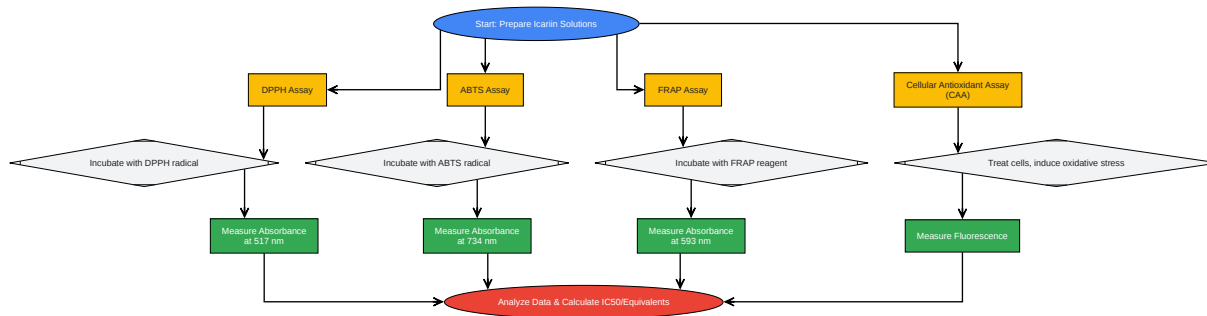 Start: Prepare Icariin Solutions
DPPH Assay
ABTS Assay
FRAP Assay
Cellular Antioxidant Assay
(CAA)
Incubate with DPPH radical
Incubate with ABTS radical
Incubate with FRAP reagent
Treat cells, induce oxidative stress
Measure Absorbance
at 517 nm
Measure Absorbance
at 734 nm
Measure Absorbance
at 593 nm
Measure Fluorescence
Analyze Data & Calculate IC50/Equivalents